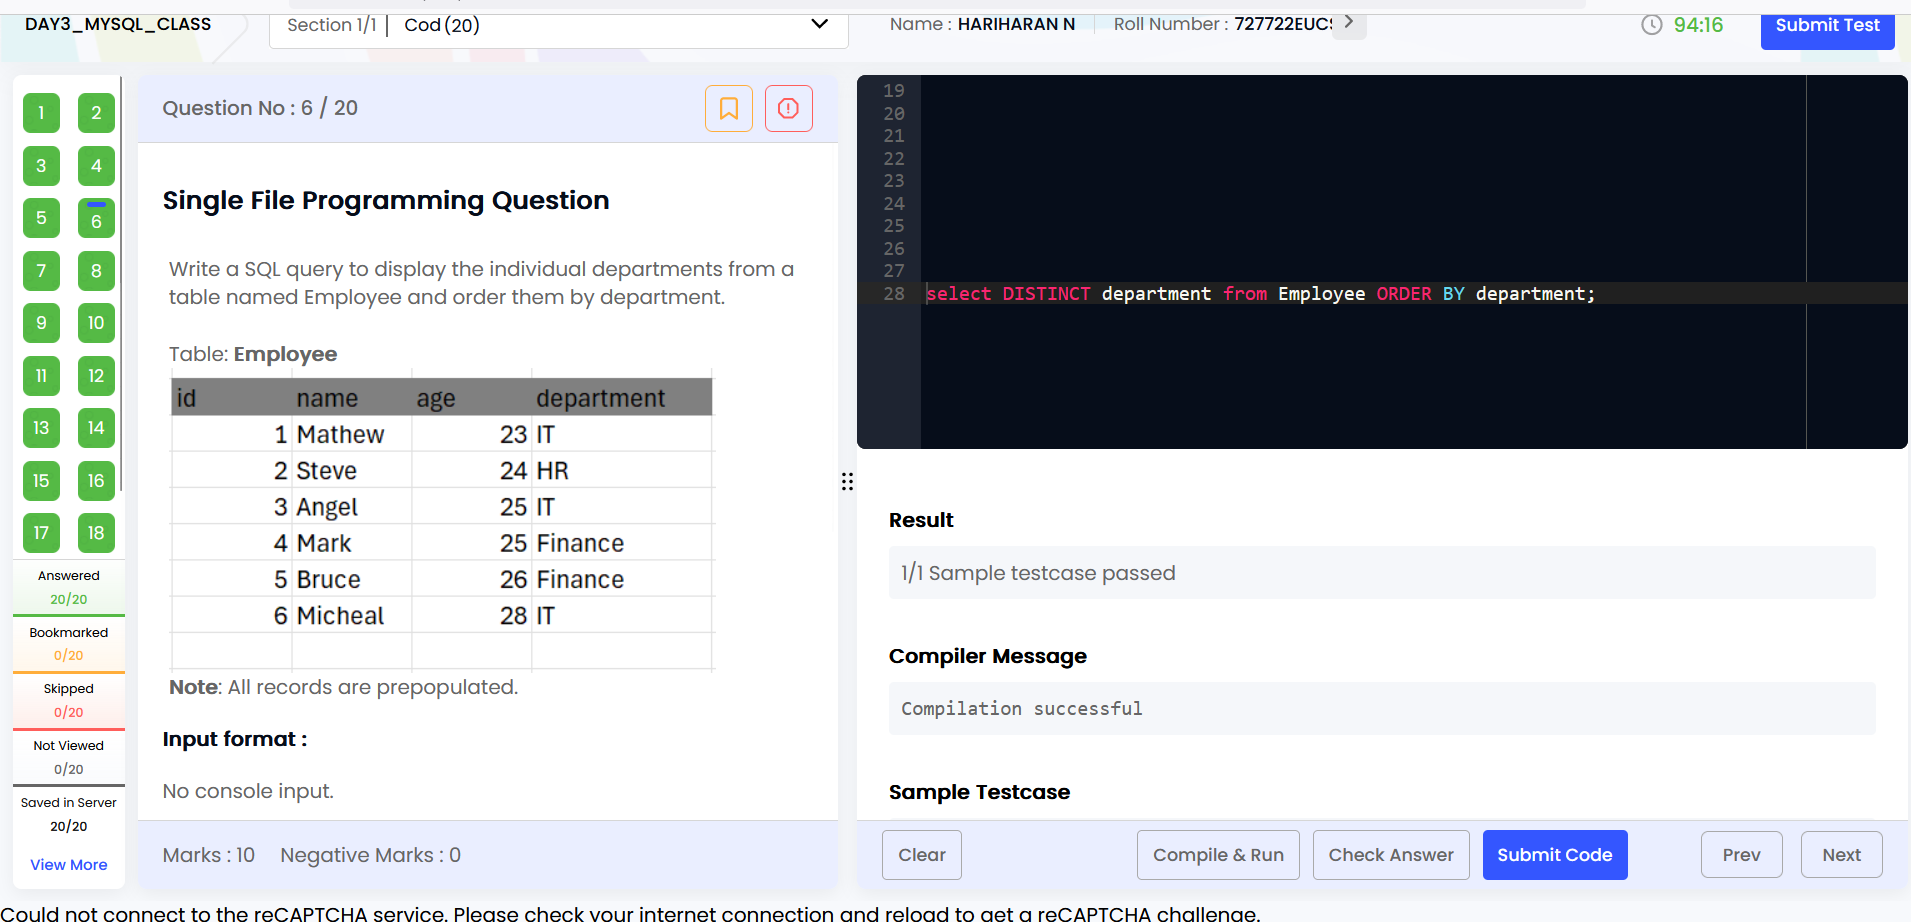 DAY3_MYSQL_CLASS
Section 1/1 | Cod (20)
Name : HARIHARAN N
Roll Number : 727722EUCS
94:16
Submit Test
1 2
3 4
5 6
7 8
9 10
11 12
13 14
15 16
17 18
Answered
20/20
Bookmarked
0/20
Skipped
0/20
Not Viewed
0/20
Saved in Server
20/20
View More
Question No : 6 / 20
Single File Programming Question
Write a SQL query to display the individual departments from a
table named Employee and order them by department.
Table: Employee
id name age department
1 Mathew 23 IT
2 Steve 24 HR
3 Angel 25 IT
4 Mark 25 Finance
5 Bruce 26 Finance
6 Micheal 28 IT
Note: All records are prepopulated.
Input format :
No console input.
Marks : 10 Negative Marks : 0
19
20
21
22
23
24
25
26
27
28 select DISTINCT department from Employee ORDER BY department;
Result
1/1 Sample testcase passed
Compiler Message
Compilation successful
Sample Testcase
Clear
Compile & Run
Check Answer
Submit Code
Prev
Next
Could not connect to the reCAPTCHA service. Please check your internet connection and reload to get a reCAPTCHA challenge.